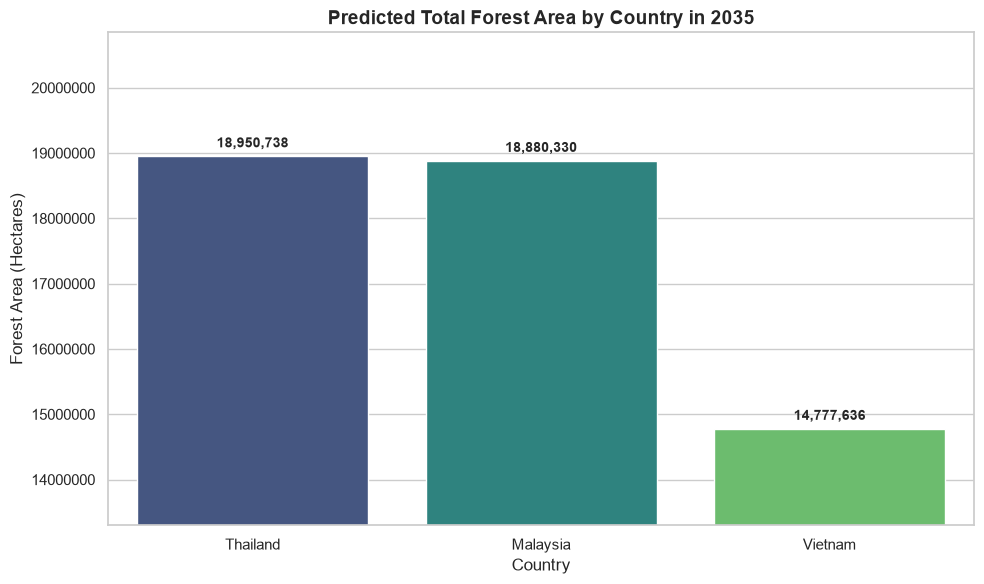 Predicted Total Forest Area by Country in 2035
Forest Area (Hectares)
20000000
19000000
18000000
17000000
16000000
15000000
14000000
18,950,738
18,880,330
14,777,636
Thailand
Malaysia
Vietnam
Country